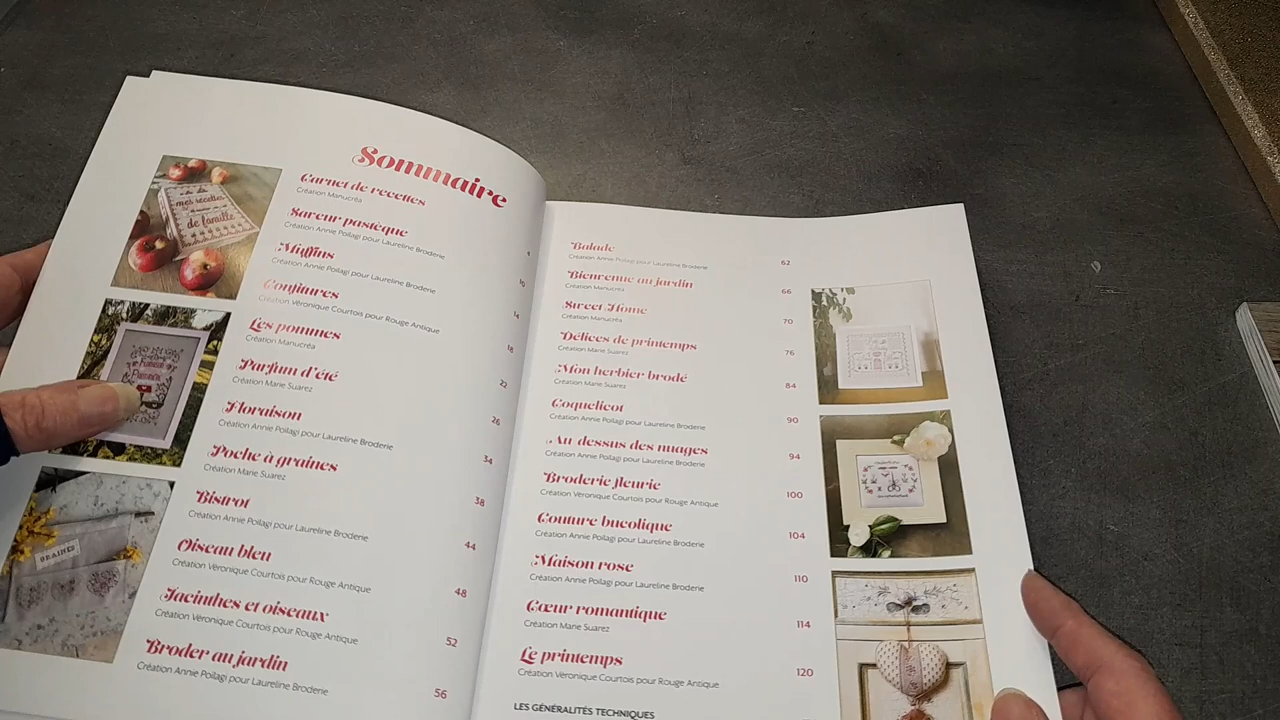 Sommaire
mes recettes
de famille
GRAINES
Carnet de recettes
Création Manucréa
4
Saveur pastèque
Création Annie Poilagi pour Laureline Broderie
10
Muffins
Création Annie Poilagi pour Laureline Broderie
14
Confitures
Création Véronique Courtois pour Rouge Antique
18
Les pommes
Création Manucréa
22
Parfum d'été
Création Marie Suarez
26
Floraison
Création Annie Poilagi pour Laureline Broderie
34
Poche à graines
Création Marie Suarez
38
Bistrot
Création Annie Poilagi pour Laureline Broderie
44
Oiseau bleu
Création Véronique Courtois pour Rouge Antique
48
Jacinthes et oiseaux
Création Véronique Courtois pour Rouge Antique
52
Broder au jardin
Création Annie Poilagi pour Laureline Broderie
56
Balade
Création Annie Poilagi pour Laureline Broderie
62
Bienvenue au jardin
Création Manucréa
66
Sweet Home
Création Manucréa
70
Délices de printemps
Création Marie Suarez
76
Mon herbier brodé
Création Marie Suarez
84
Coquelicot
Création Annie Poilagi pour Laureline Broderie
90
Au dessus des nuages
Création Annie Poilagi pour Laureline Broderie
94
Broderie fleurie
Création Véronique Courtois pour Rouge Antique
100
Couture bucolique
Création Annie Poilagi pour Laureline Broderie
104
Maison rose
Création Annie Poilagi pour Laureline Broderie
110
Cœur romantique
Création Marie Suarez
114
Le printemps
Création Véronique Courtois pour Rouge Antique
120
LES GÉNÉRALITÉS TECHNIQUES